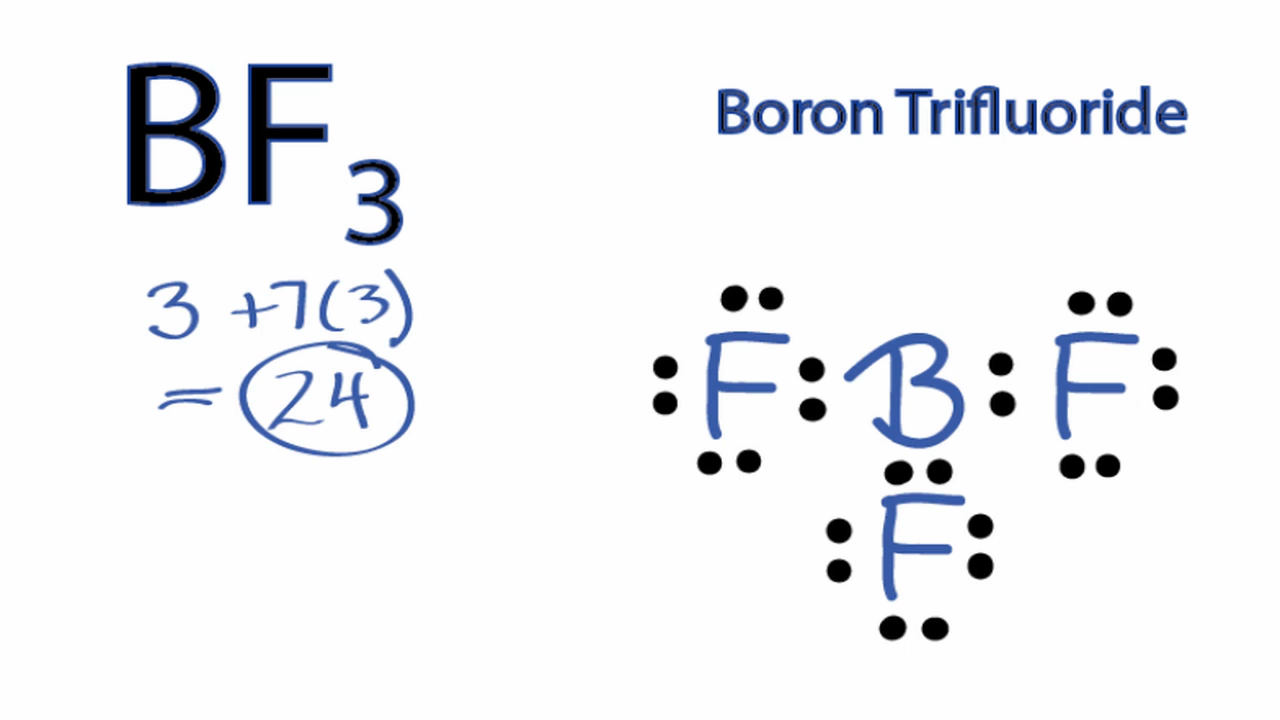 BF₃
Boron Trifluoride
3 +7(3)
= 24
F B F
F